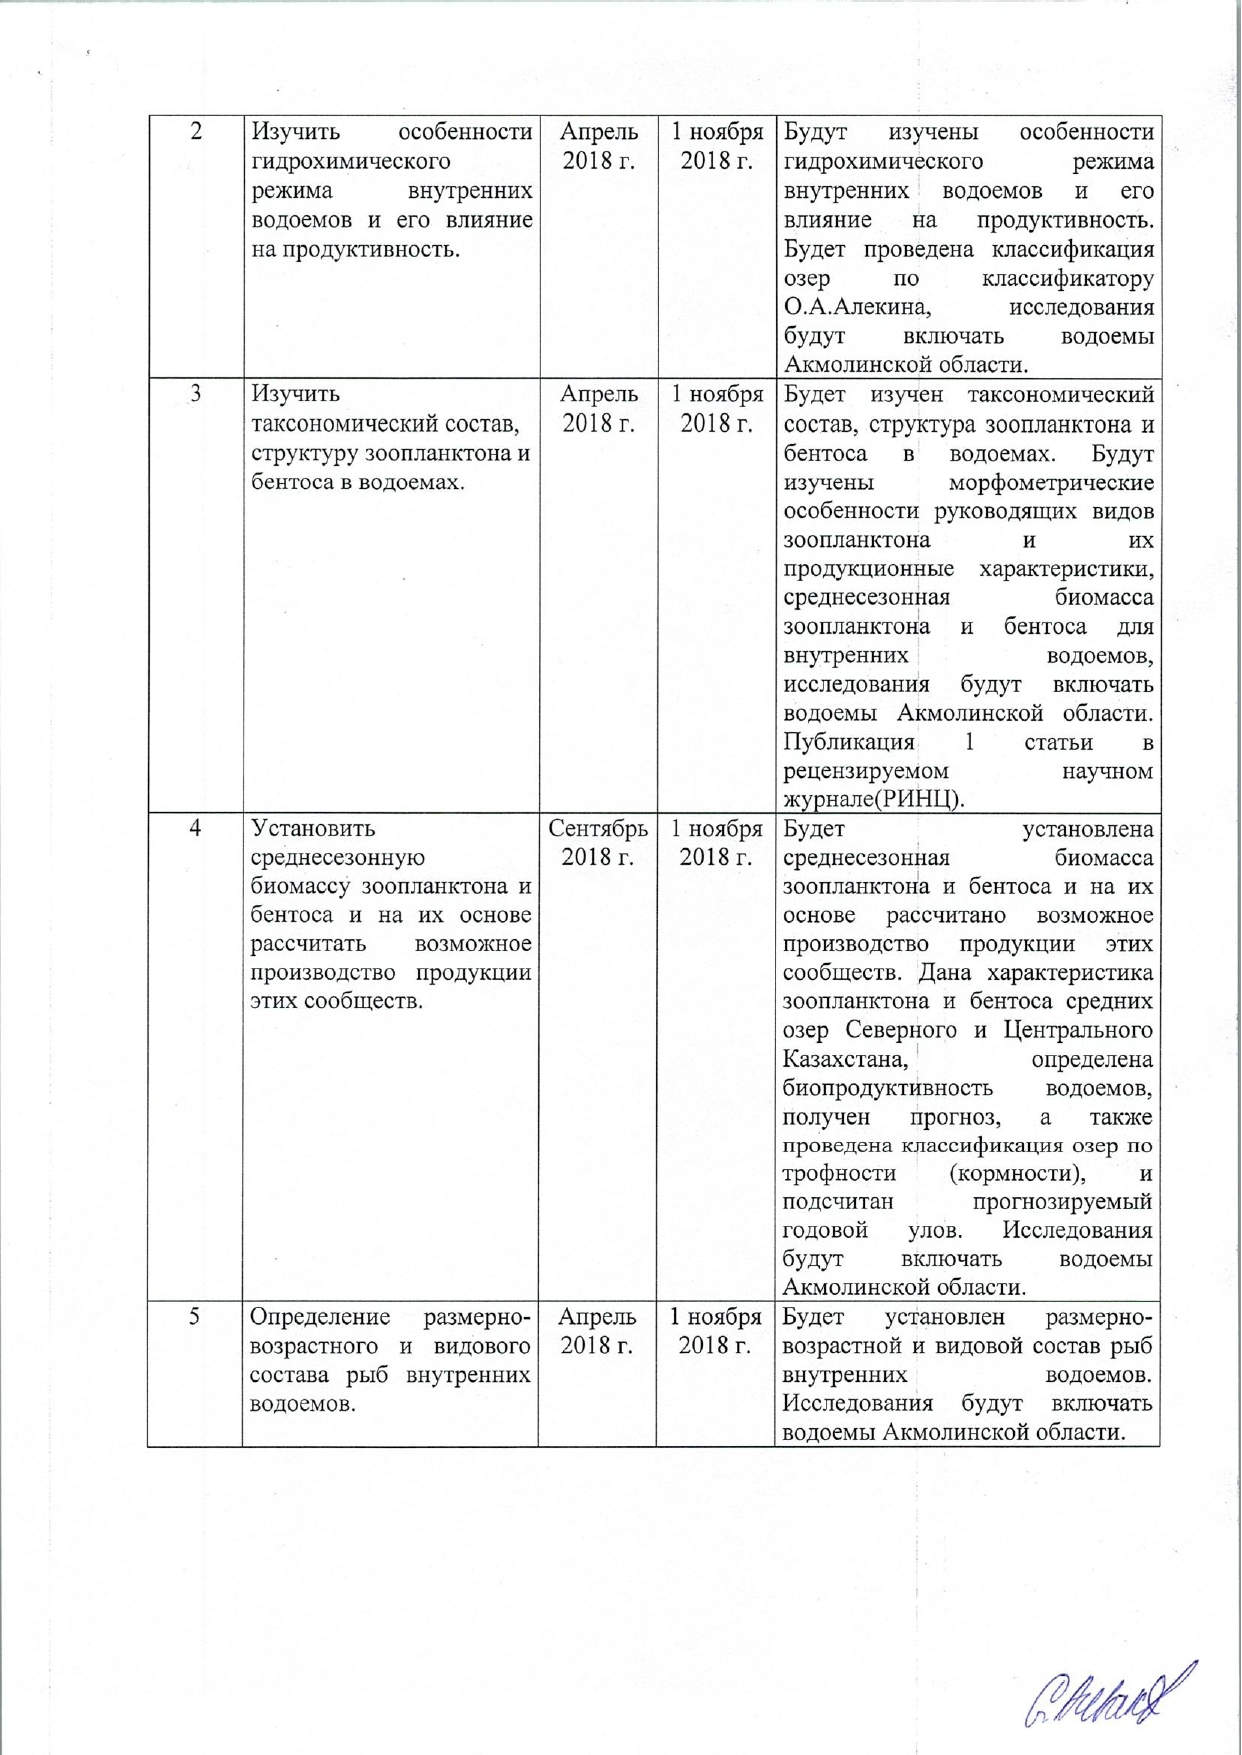 2
Изучить особенности
гидрохимического
режима внутренних
водоемов и его влияние
на продуктивность.
Апрель
2018 г.
1 ноября
2018 г.
Будут изучены особенности
гидрохимического режима
внутренних водоемов и его
влияние на продуктивность.
Будет проведена классификация
озер по классификатору
О.А.Алекина, исследования
будут включать водоемы
Акмолинской области.
3
Изучить
таксономический состав,
структуру зоопланктона и
бентоса в водоемах.
Апрель
2018 г.
1 ноября
2018 г.
Будет изучен таксономический
состав, структура зоопланктона и
бентоса в водоемах. Будут
изучены морфометрические
особенности руководящих видов
зоопланктона и их
продукционные характеристики,
среднесезонная биомасса
зоопланктона и бентоса для
внутренних водоемов,
исследования будут включать
водоемы Акмолинской области.
Публикация 1 статьи в
рецензируемом научном
журнале(РИНЦ).
4
Установить
среднесезонную
биомассу зоопланктона и
бентоса и на их основе
рассчитать возможное
производство продукции
этих сообществ.
Сентябрь
2018 г.
1 ноября
2018 г.
Будет установлена
среднесезонная биомасса
зоопланктона и бентоса и на их
основе рассчитано возможное
производство продукции этих
сообществ. Дана характеристика
зоопланктона и бентоса средних
озер Северного и Центрального
Казахстана, определена
биопродуктивность водоемов,
получен прогноз, а также
проведена классификация озер по
трофности (кормности), и
подсчитан прогнозируемый
годовой улов. Исследования
будут включать водоемы
Акмолинской области.
5
Определение размерно-
возрастного и видового
состава рыб внутренних
водоемов.
Апрель
2018 г.
1 ноября
2018 г.
Будет установлен размерно-
возрастной и видовой состав рыб
внутренних водоемов.
Исследования будут включать
водоемы Акмолинской области.